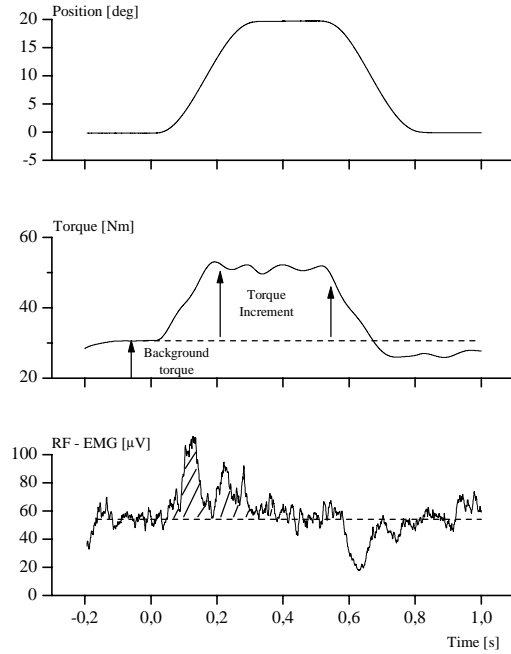 Position [deg]
20
15
10
5
0
-5
Torque [Nm]
60
40
20
Torque
Increment
Background
torque
RF - EMG [µV]
100
80
60
40
20
0
-0,2 0,0 0,2 0,4 0,6 0,8 1,0
Time [s]